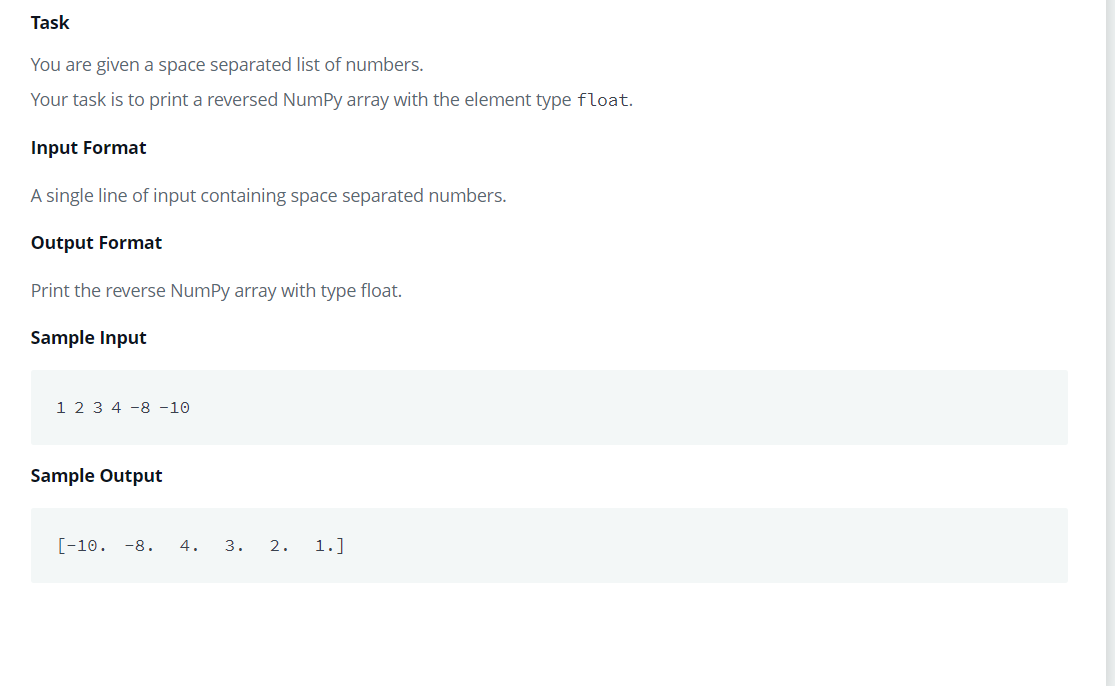 Task
You are given a space separated list of numbers.
Your task is to print a reversed NumPy array with the element type float.
Input Format
A single line of input containing space separated numbers.
Output Format
Print the reverse NumPy array with type float.
Sample Input
1 2 3 4 -8 -10
Sample Output
[-10.  -8.   4.   3.   2.   1.]